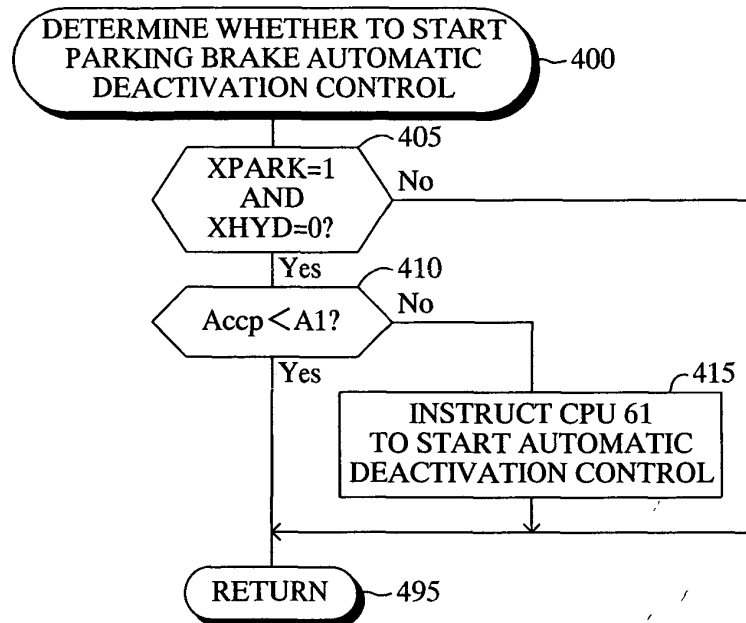 DETERMINE WHETHER TO START
PARKING BRAKE AUTOMATIC
DEACTIVATION CONTROL
400
405
XPARK=1
AND
XHYD=0?
No
Yes
410
Accp<A1?
No
Yes
415
INSTRUCT CPU 61
TO START AUTOMATIC
DEACTIVATION CONTROL
RETURN
495